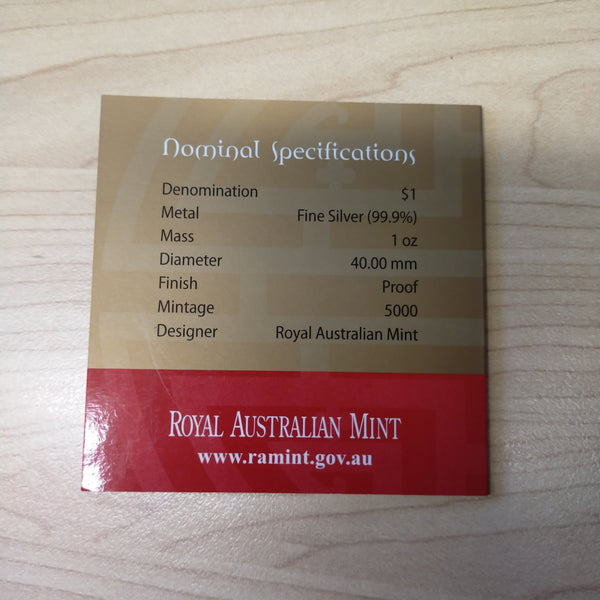 Nominal Specifications
Denomination $1
Metal Fine Silver (99.9%)
Mass 1 oz
Diameter 40.00 mm
Finish Proof
Mintage 5000
Designer Royal Australian Mint
ROYAL AUSTRALIAN MINT
www.ramint.gov.au